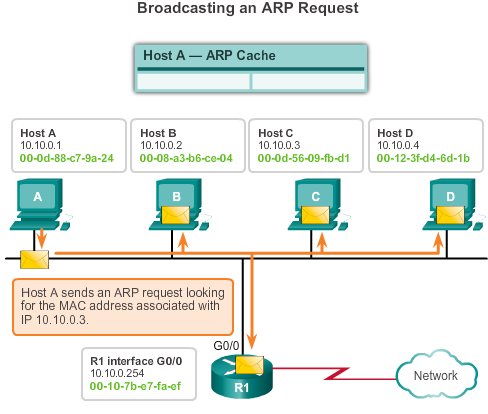 Broadcasting an ARP Request
Host A — ARP Cache
Host A
10.10.0.1
00-0d-88-c7-9a-24
Host B
10.10.0.2
00-08-a3-b6-ce-04
Host C
10.10.0.3
00-0d-56-09-fb-d1
Host D
10.10.0.4
00-12-3f-d4-6d-1b
A
B
C
D
Host A sends an ARP request looking
for the MAC address associated with
IP 10.10.0.3.
G0/0
R1 interface G0/0
10.10.0.254
00-10-7b-e7-fa-ef
R1
Network